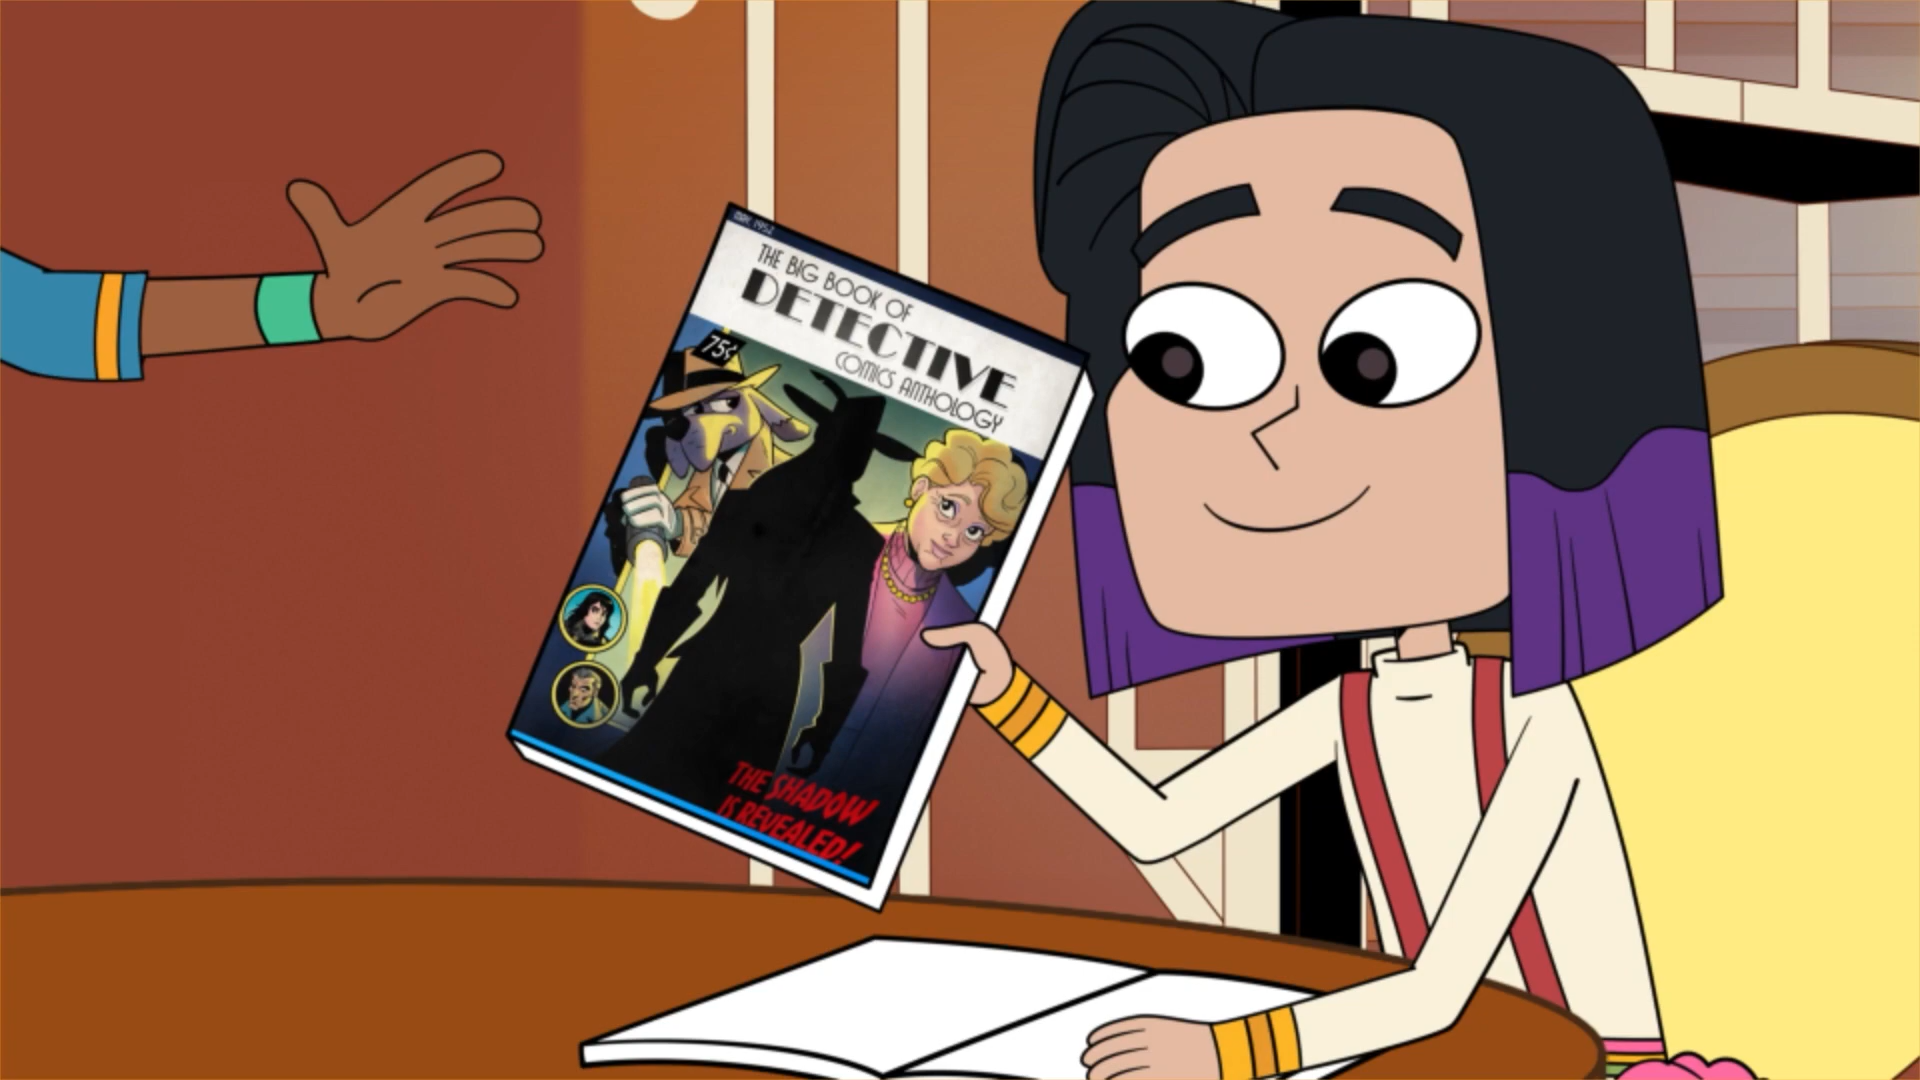 THE BIG BOOK OF
DETECTIVE
COMICS ANTHOLOGY
75¢
THE SHADOW
IS REVEALED!